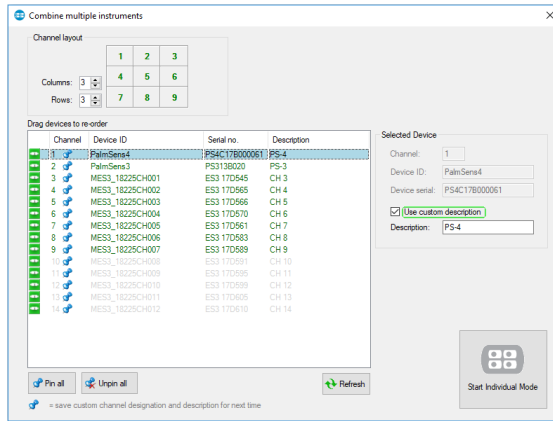 Combine multiple instruments
Channel layout
1 2 3
4 5 6
7 8 9
Columns: 3
Rows: 3
Drag devices to re-order
Channel Device ID Serial no. Description
1 PalmSens4 PS4C17B000061 PS-4
2 PalmSens3 PS313B020 PS-3
3 MES3_18225CH001 ES3 17D545 CH 3
4 MES3_18225CH002 ES3 17D565 CH 4
5 MES3_18225CH003 ES3 17D566 CH 5
6 MES3_18225CH004 ES3 17D570 CH 6
7 MES3_18225CH005 ES3 17D561 CH 7
8 MES3_18225CH006 ES3 17D583 CH 8
9 MES3_18225CH007 ES3 17D589 CH 9
10 MES3_18225CH008 ES3 17D591 CH 10
11 MES3_18225CH009 ES3 17D595 CH 11
12 MES3_18225CH010 ES3 17D599 CH 12
13 MES3_18225CH011 ES3 17D605 CH 13
14 MES3_18225CH012 ES3 17D610 CH 14
Selected Device
Channel: 1
Device ID: PalmSens4
Device serial: PS4C17B000061
Use custom description
Description: PS-4
Pin all
Unpin all
Refresh
Start Individual Mode
= save custom channel designation and description for next time